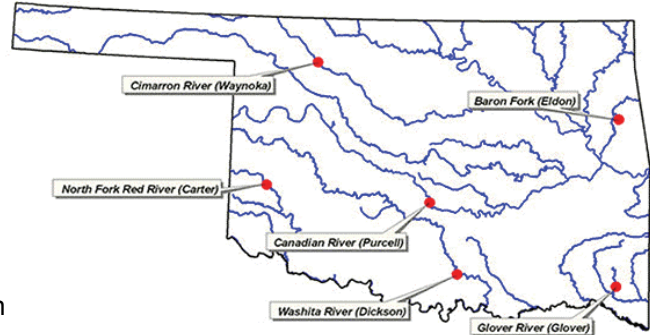 Cimarron River (Waynoka)
Baron Fork (Eldon)
North Fork Red River (Carter)
Canadian River (Purcell)
n
Washita River (Dickson)
Glover River (Glover)